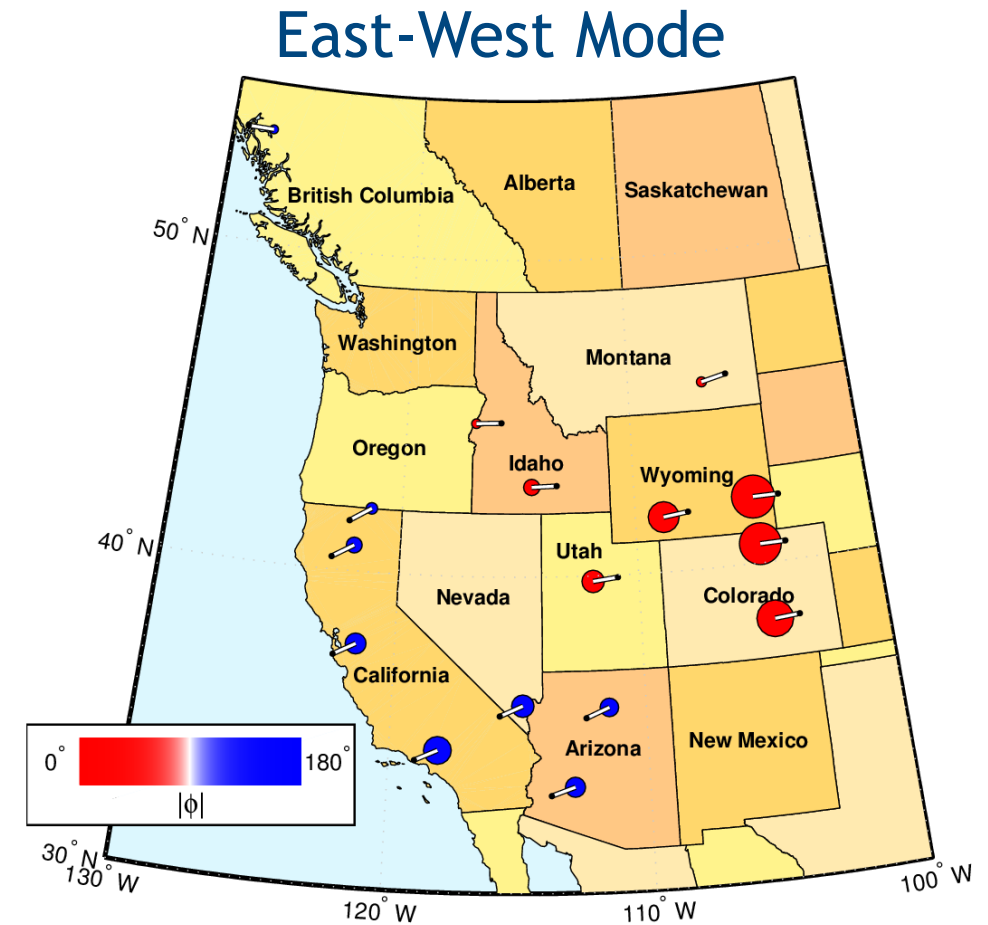 East-West Mode
British Columbia
Alberta
Saskatchewan
50° N
Washington
Montana
Oregon
Idaho
Wyoming
40° N
Utah
Nevada
Colorado
California
Arizona
New Mexico
0°
180°
|ϕ|
30° N
130° W
120° W
110° W
100° W